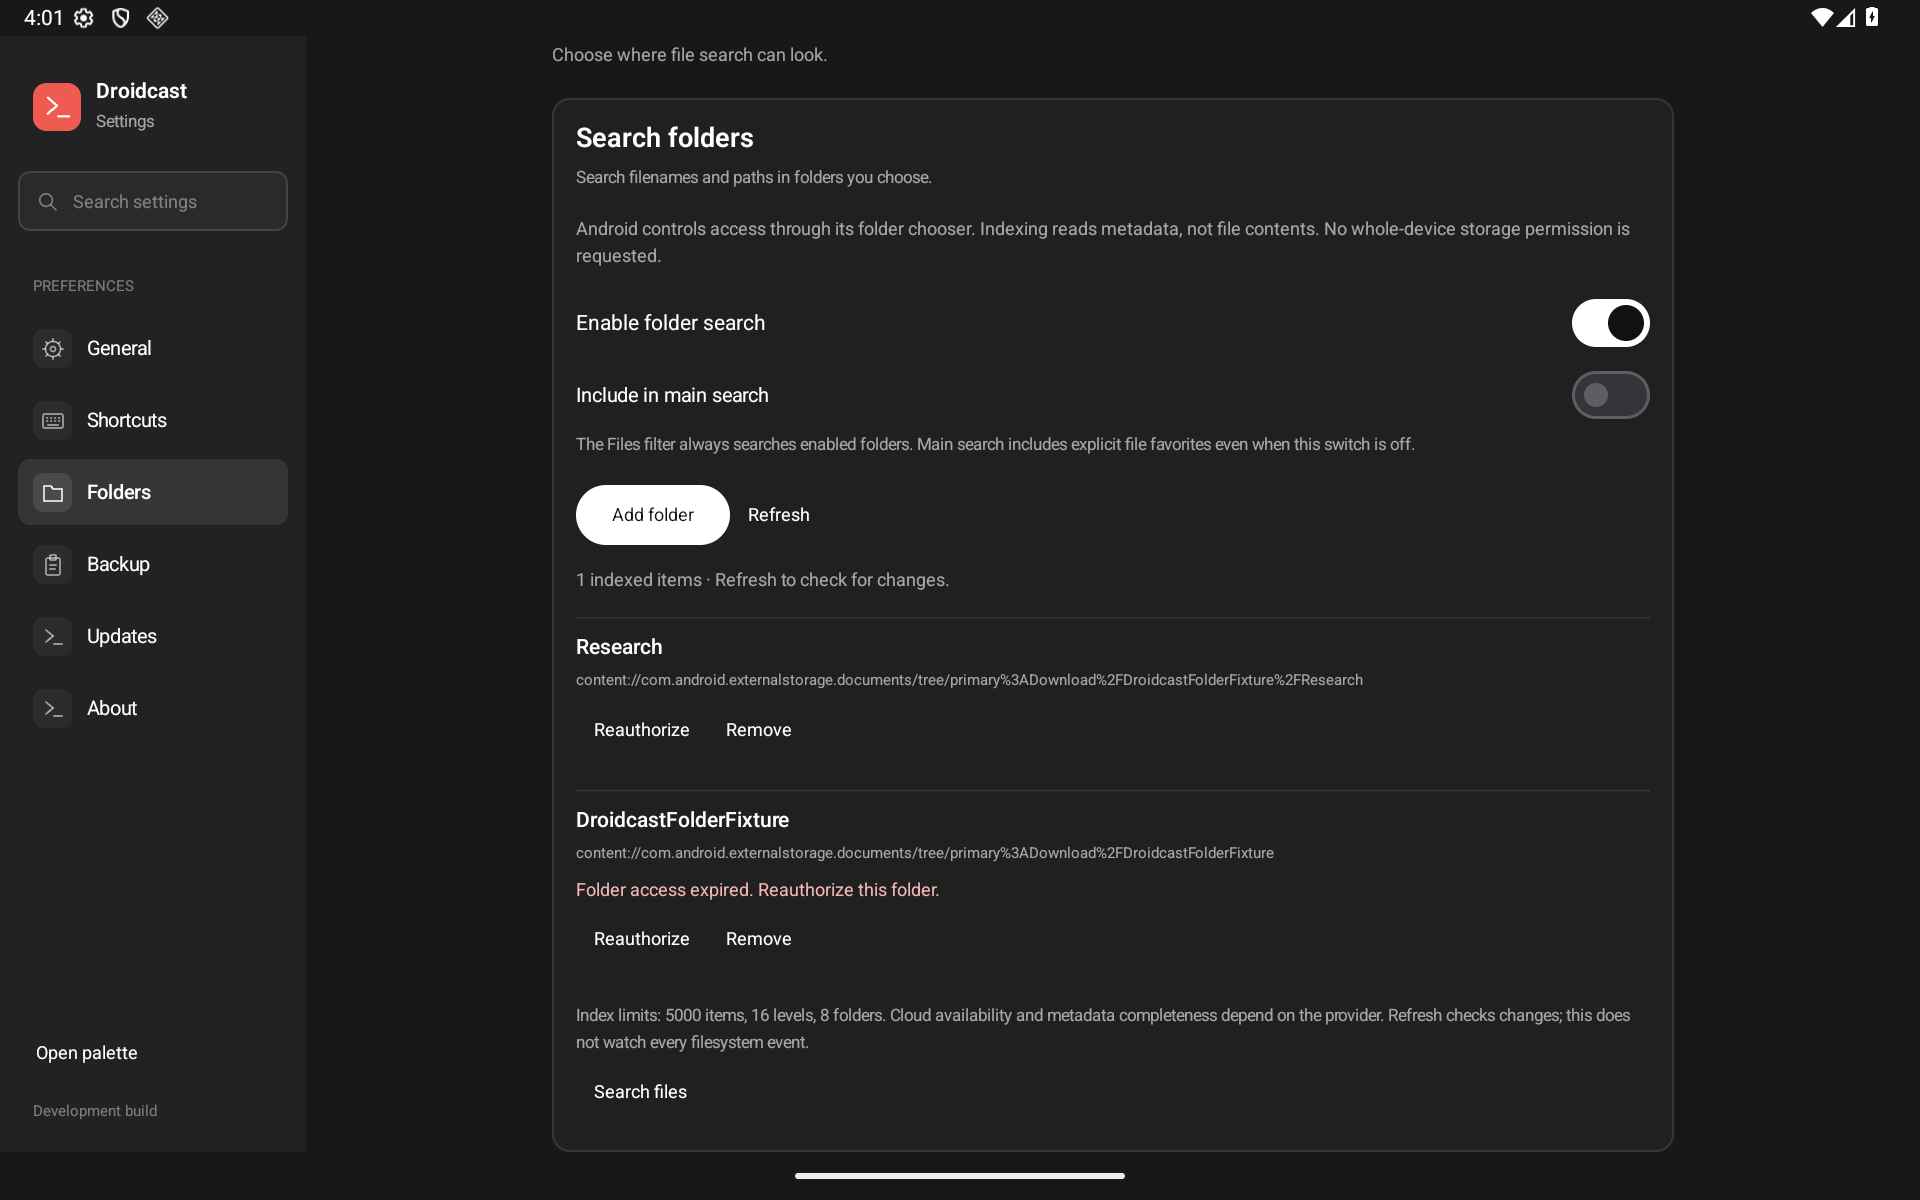 4:01
Droidcast
Settings
Search settings
PREFERENCES
General
Shortcuts
Folders
Backup
Updates
About
Open palette
Development build
Choose where file search can look.
Search folders
Search filenames and paths in folders you choose.
Android controls access through its folder chooser. Indexing reads metadata, not file contents. No whole-device storage permission is
requested.
Enable folder search
Include in main search
The Files filter always searches enabled folders. Main search includes explicit file favorites even when this switch is off.
Add folder
Refresh
1 indexed items · Refresh to check for changes.
Research
content://com.android.externalstorage.documents/tree/primary%3ADownload%2FDroidcastFolderFixture%2FResearch
Reauthorize
Remove
DroidcastFolderFixture
content://com.android.externalstorage.documents/tree/primary%3ADownload%2FDroidcastFolderFixture
Folder access expired. Reauthorize this folder.
Reauthorize
Remove
Index limits: 5000 items, 16 levels, 8 folders. Cloud availability and metadata completeness depend on the provider. Refresh checks changes; this does
not watch every filesystem event.
Search files